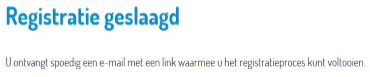 Registratie geslaagd
U ontvangt spoedig een e-mail met een link waarmee u het registratieproces kunt voltooien.